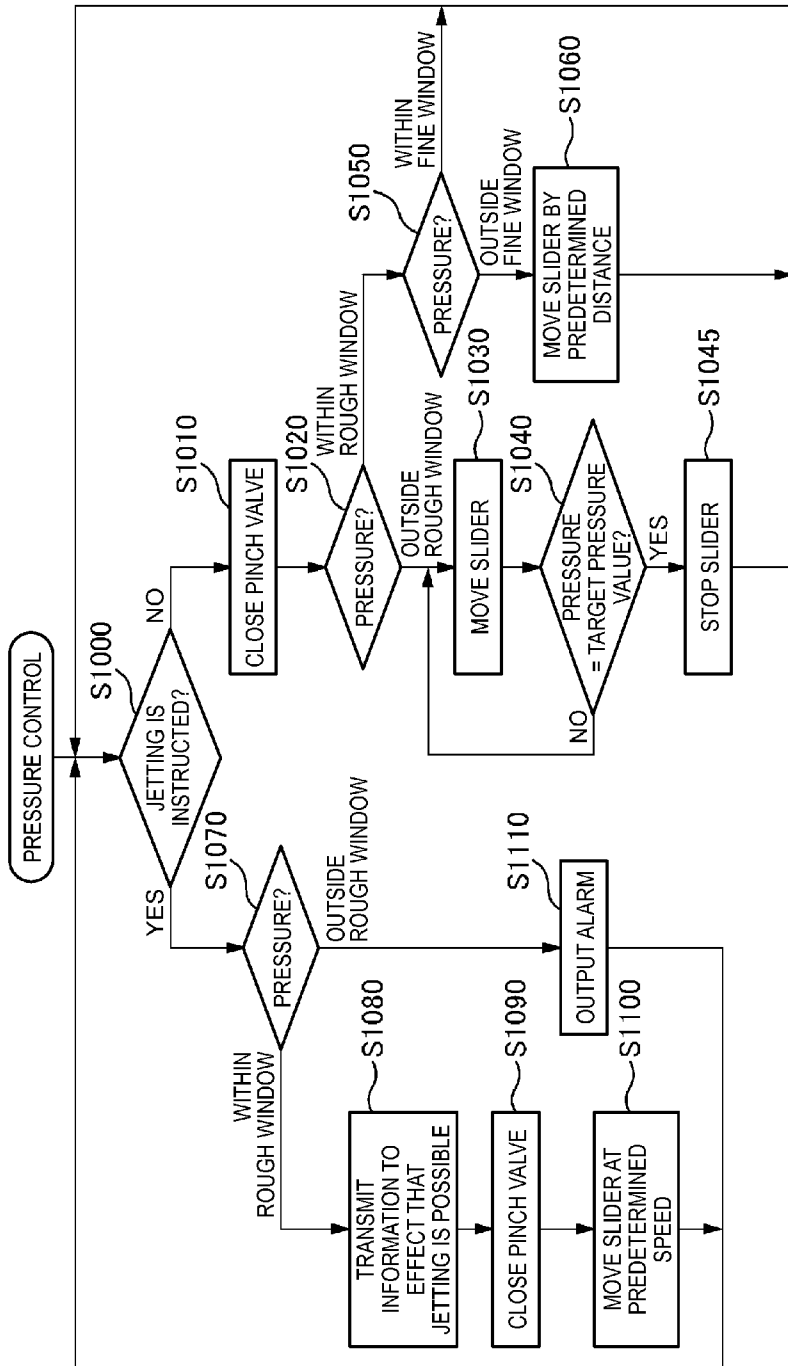 PRESSURE CONTROL
S1000
JETTING IS
INSTRUCTED?
YES
NO
S1070
PRESSURE?
WITHIN
ROUGH WINDOW
OUTSIDE
ROUGH WINDOW
S1080
TRANSMIT
INFORMATION TO
EFFECT THAT
JETTING IS POSSIBLE
S1090
CLOSE PINCH VALVE
S1100
MOVE SLIDER AT
PREDETERMINED
SPEED
S1110
OUTPUT ALARM
S1010
CLOSE PINCH VALVE
S1020
PRESSURE?
WITHIN
ROUGH WINDOW
OUTSIDE
ROUGH WINDOW
S1030
MOVE SLIDER
S1040
PRESSURE
= TARGET PRESSURE
VALUE?
NO
YES
S1045
STOP SLIDER
S1050
PRESSURE?
WITHIN
FINE WINDOW
OUTSIDE
FINE WINDOW
S1060
MOVE SLIDER BY
PREDETERMINED
DISTANCE